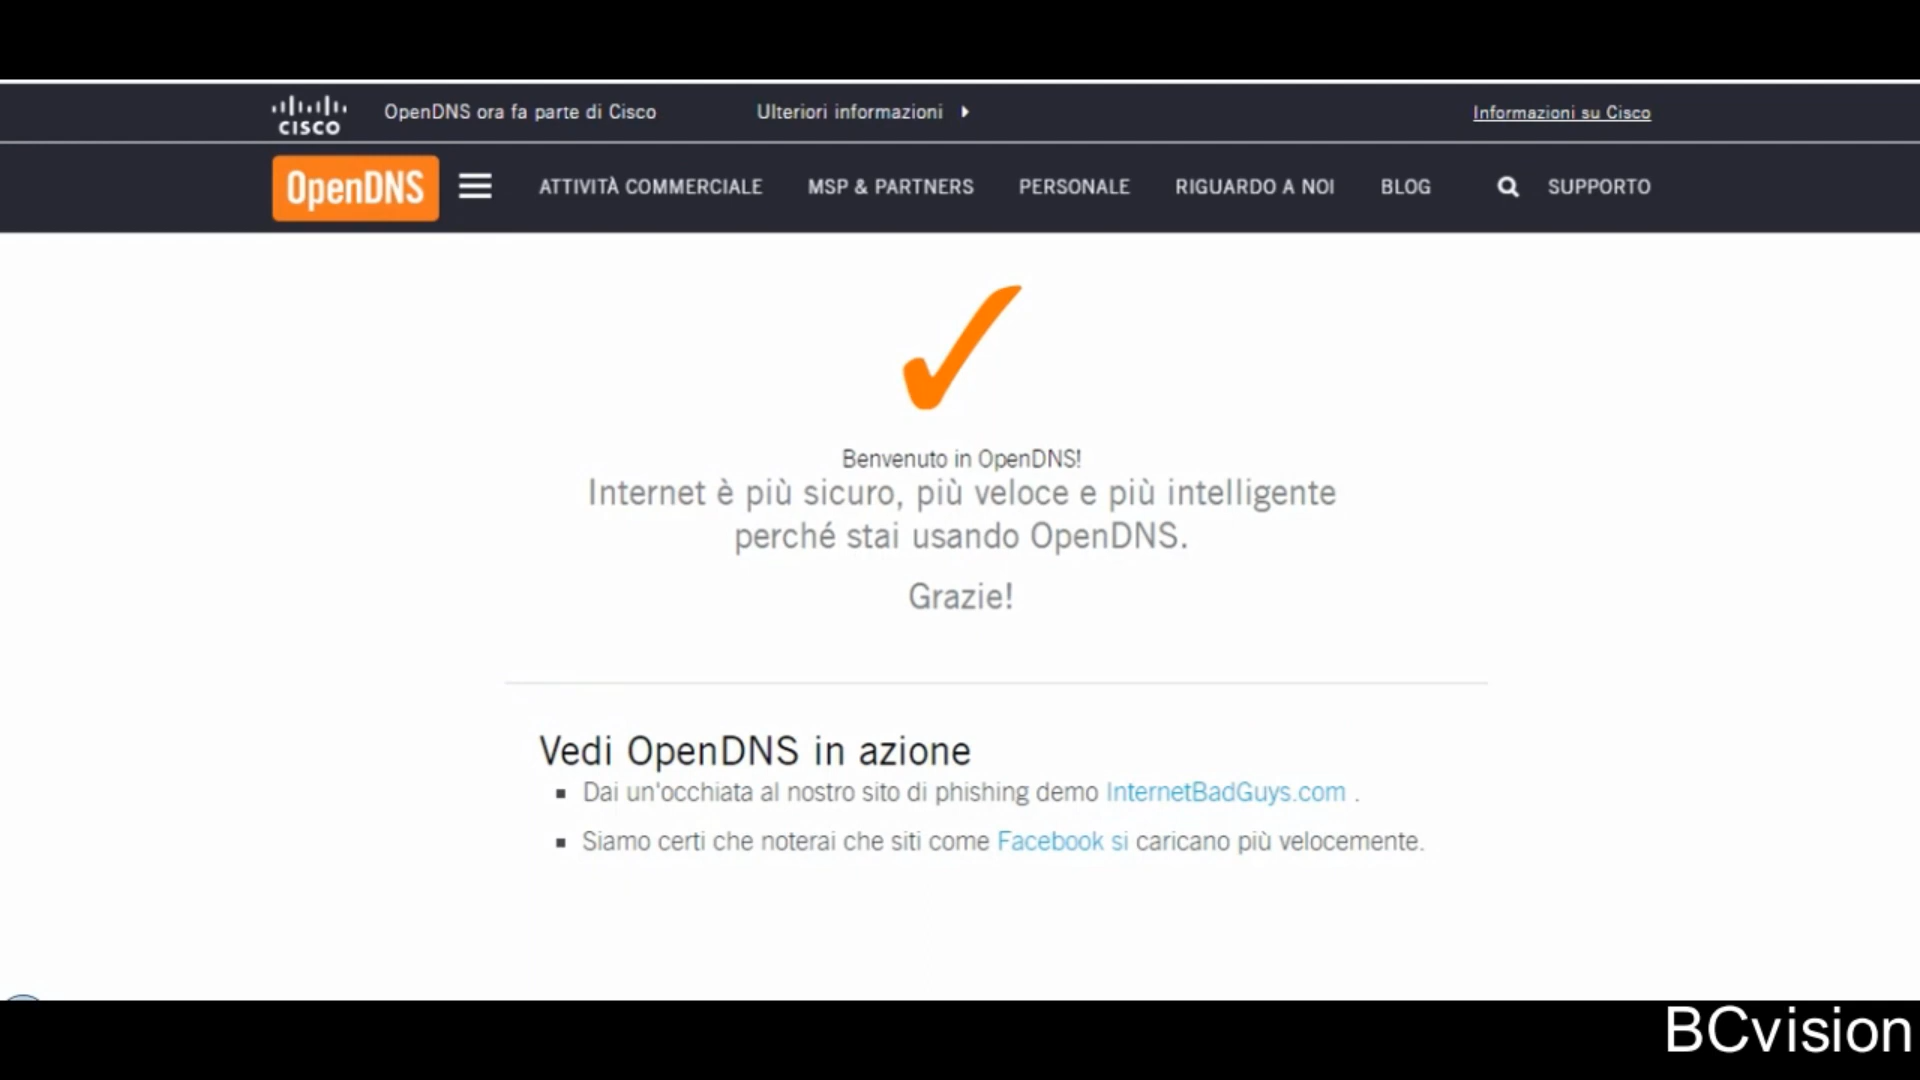 CISCO
OpenDNS ora fa parte di Cisco
Ulteriori informazioni
Informazioni su Cisco
OpenDNS
ATTIVITÀ COMMERCIALE
MSP & PARTNERS
PERSONALE
RIGUARDO A NOI
BLOG
SUPPORTO
Benvenuto in OpenDNS!
Internet è più sicuro, più veloce e più intelligente
perché stai usando OpenDNS.
Grazie!
Vedi OpenDNS in azione
Dai un'occhiata al nostro sito di phishing demo InternetBadGuys.com .
Siamo certi che noterai che siti come Facebook si caricano più velocemente.
BCvision